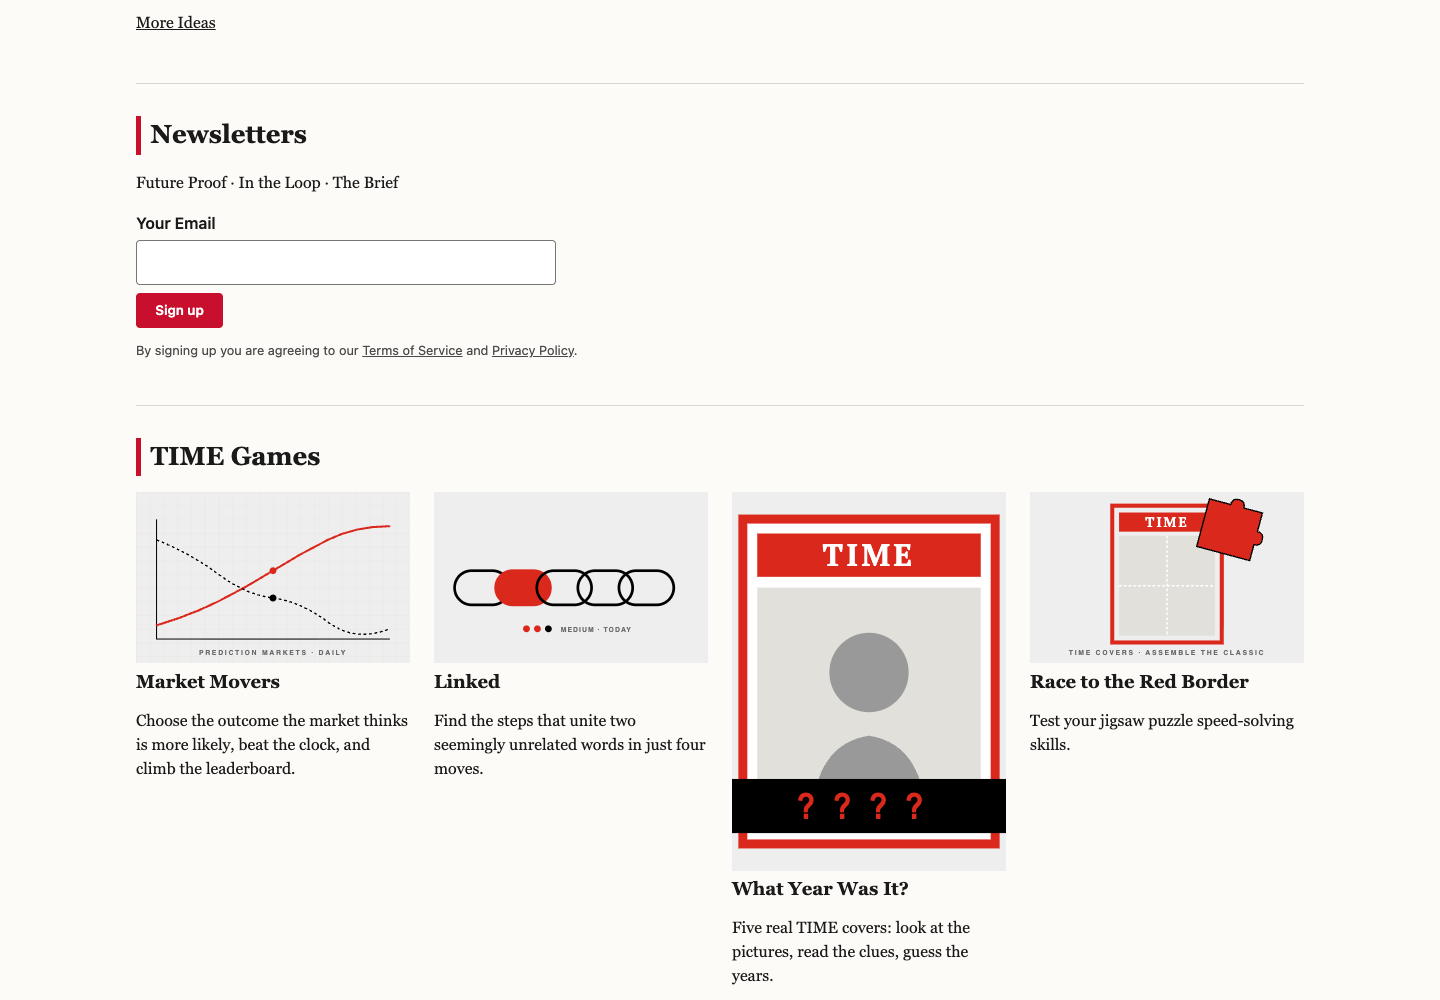 More Ideas
Newsletters
Future Proof · In the Loop · The Brief
Your Email
Sign up
By signing up you are agreeing to our Terms of Service and Privacy Policy.
TIME Games
PREDICTION MARKETS · DAILY
Market Movers
Choose the outcome the market thinks
is more likely, beat the clock, and
climb the leaderboard.
MEDIUM · TODAY
Linked
Find the steps that unite two
seemingly unrelated words in just four
moves.
TIME
? ? ? ?
What Year Was It?
Five real TIME covers: look at the
pictures, read the clues, guess the
years.
TIME
TIME COVERS · ASSEMBLE THE CLASSIC
Race to the Red Border
Test your jigsaw puzzle speed-solving
skills.